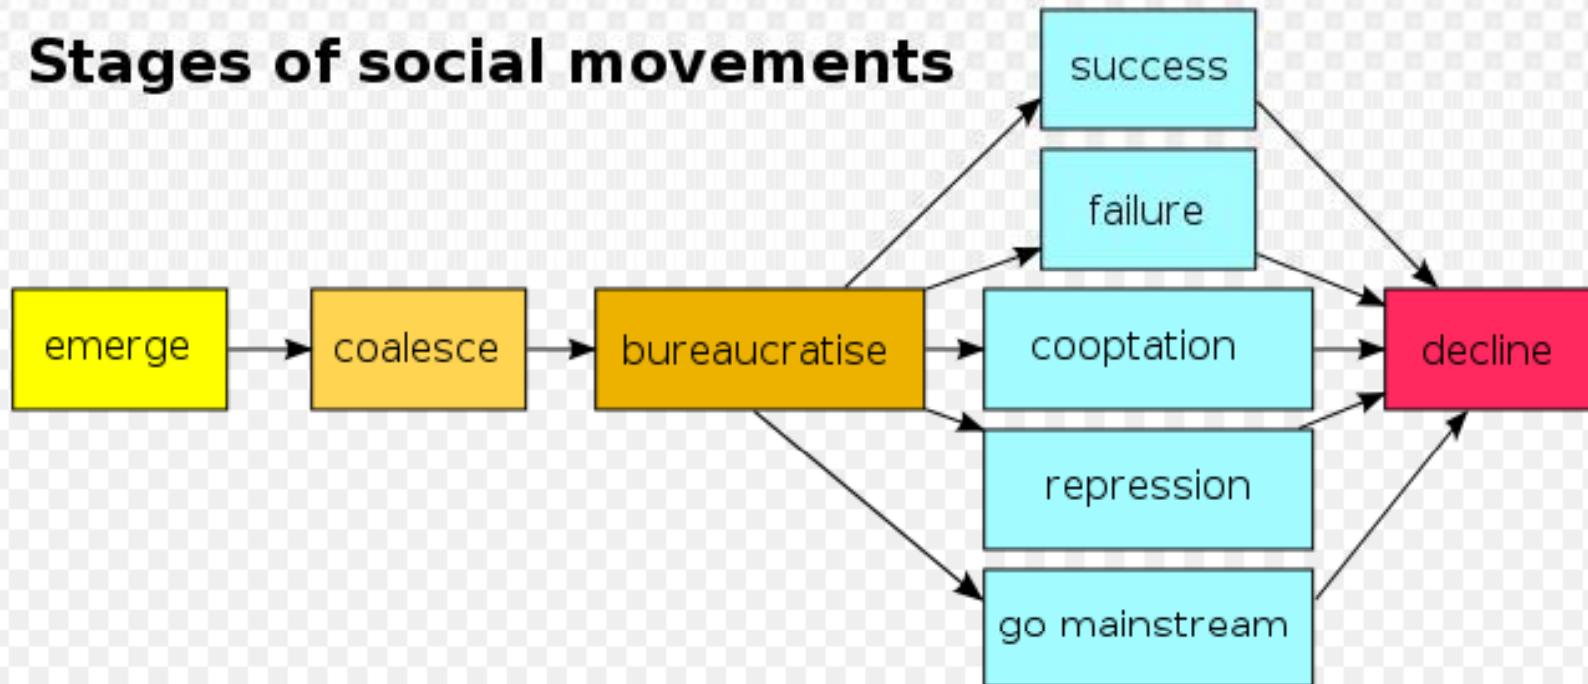 Stages of social movements
success
failure
emerge
coalesce
bureaucratise
cooptation
decline
repression
go mainstream